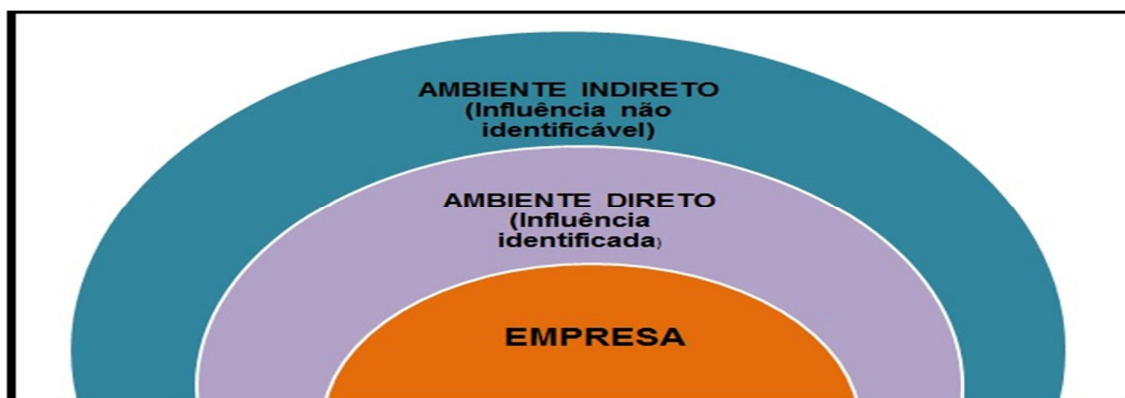 AMBIENTE INDIRETO
(Influência não
identificável)
AMBIENTE DIRETO
(Influência
identificada)
EMPRESA